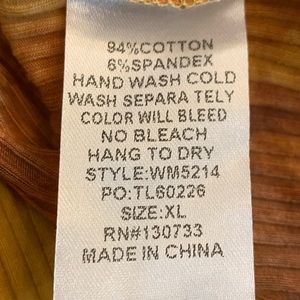 94%COTTON
6%SPANDEX
HAND WASH COLD
WASH SEPARA TELY
COLOR WILL BLEED
NO BLEACH
HANG TO DRY
STYLE:WM5214
PO:TL60226
SIZE:XL
RN#130733
MADE IN CHINA